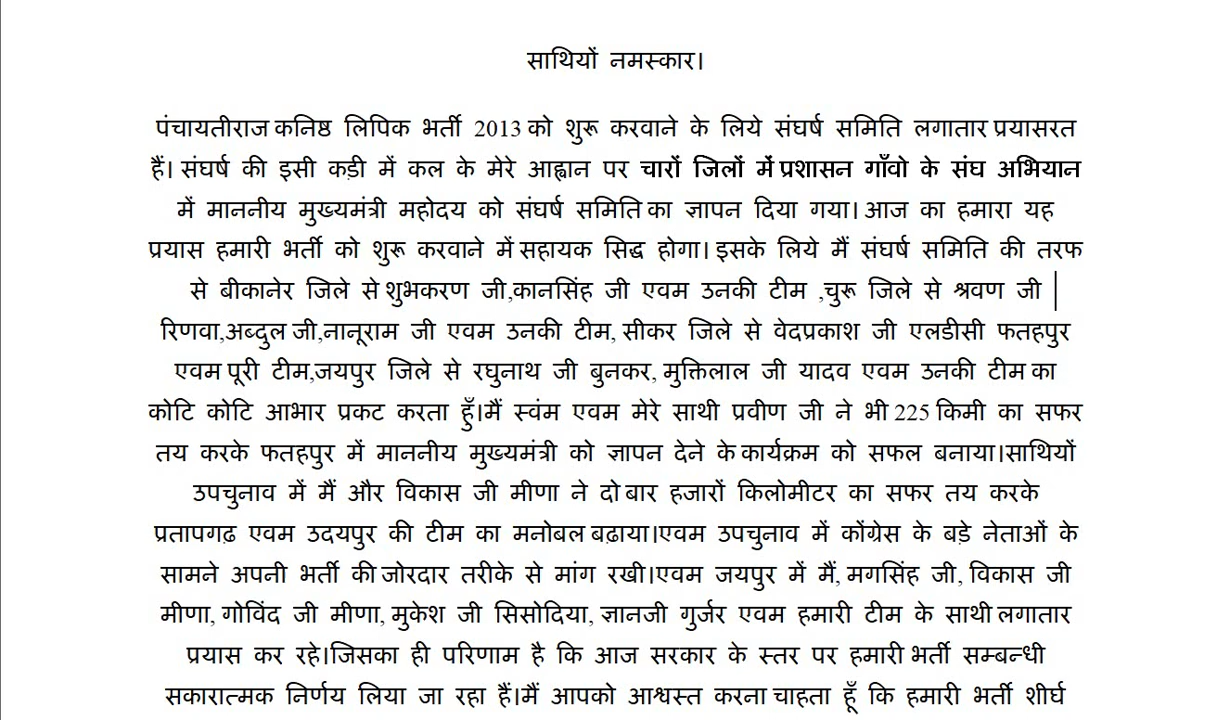 साथियों नमस्कार।
पंचायतीराज कनिष्ठ लिपिक भर्ती 2013 को शुरू करवाने के लिये संघर्ष समिति लगातार प्रयासरत
हैं। संघर्ष की इसी कड़ी में कल के मेरे आह्वान पर चारों जिलों में प्रशासन गाँवो के संघ अभियान
में माननीय मुख्यमंत्री महोदय को संघर्ष समिति का ज्ञापन दिया गया। आज का हमारा यह
प्रयास हमारी भर्ती को शुरू करवाने में सहायक सिद्ध होगा। इसके लिये मैं संघर्ष समिति की तरफ
से बीकानेर जिले से शुभकरण जी,कानसिंह जी एवम उनकी टीम ,चुरू जिले से श्रवण जी
रिणवा,अब्दुल जी,नानूराम जी एवम उनकी टीम, सीकर जिले से वेदप्रकाश जी एलडीसी फतहपुर
एवम पूरी टीम,जयपुर जिले से रघुनाथ जी बुनकर, मुक्तिलाल जी यादव एवम उनकी टीम का
कोटि कोटि आभार प्रकट करता हूँ।मैं स्वंम एवम मेरे साथी प्रवीण जी ने भी 225 किमी का सफर
तय करके फतहपुर में माननीय मुख्यमंत्री को ज्ञापन देने के कार्यक्रम को सफल बनाया।साथियों
उपचुनाव में मैं और विकास जी मीणा ने दो बार हजारों किलोमीटर का सफर तय करके
प्रतापगढ़ एवम उदयपुर की टीम का मनोबल बढ़ाया।एवम उपचुनाव में कोंग्रेस के बड़े नेताओं के
सामने अपनी भर्ती की जोरदार तरीके से मांग रखी।एवम जयपुर में मैं, मगसिंह जी, विकास जी
मीणा, गोविंद जी मीणा, मुकेश जी सिसोदिया, ज्ञानजी गुर्जर एवम हमारी टीम के साथी लगातार
प्रयास कर रहे।जिसका ही परिणाम है कि आज सरकार के स्तर पर हमारी भर्ती सम्बन्धी
सकारात्मक निर्णय लिया जा रहा हैं।मैं आपको आश्वस्त करना चाहता हूँ कि हमारी भर्ती शीर्घ